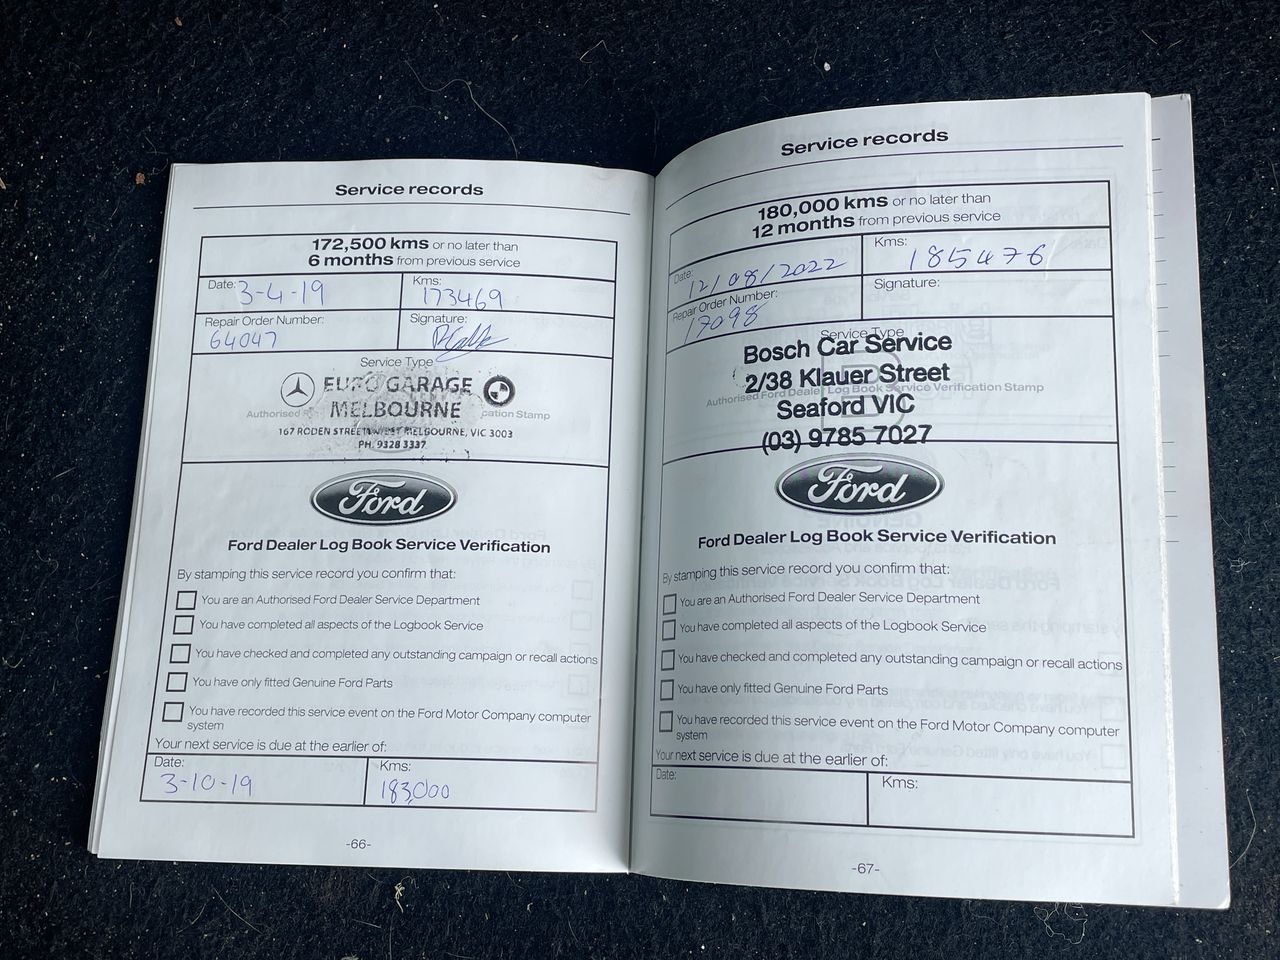 Service records
172,500 kms or no later than
6 months from previous service
Date: 3-4-19
Kms: 173469
Repair Order Number: 64047
Signature:
Service Type
EURO GARAGE
MELBOURNE
Authorised
cation Stamp
167 RODEN STREET WEST MELBOURNE, VIC 3003
PH. 9328 3337
Ford
Ford Dealer Log Book Service Verification
By stamping this service record you confirm that:
You are an Authorised Ford Dealer Service Department
You have completed all aspects of the Logbook Service
You have checked and completed any outstanding campaign or recall actions
You have only fitted Genuine Ford Parts
You have recorded this service event on the Ford Motor Company computer
system
Your next service is due at the earlier of:
Date: 3-10-19
Kms: 183,000
-66-
Service records
180,000 kms or no later than
12 months from previous service
Date: 12/08/2022
Kms: 185476
Repair Order Number: 17098
Signature:
Service Type
Bosch Car Service
2/38 Klauer Street
Authorised Ford Dealer Log Book Service Verification Stamp
Seaford VIC
(03) 9785 7027
Ford
Ford Dealer Log Book Service Verification
By stamping this service record you confirm that:
You are an Authorised Ford Dealer Service Department
You have completed all aspects of the Logbook Service
You have checked and completed any outstanding campaign or recall actions
You have only fitted Genuine Ford Parts
You have recorded this service event on the Ford Motor Company computer
system
Your next service is due at the earlier of:
Date:
Kms:
-67-